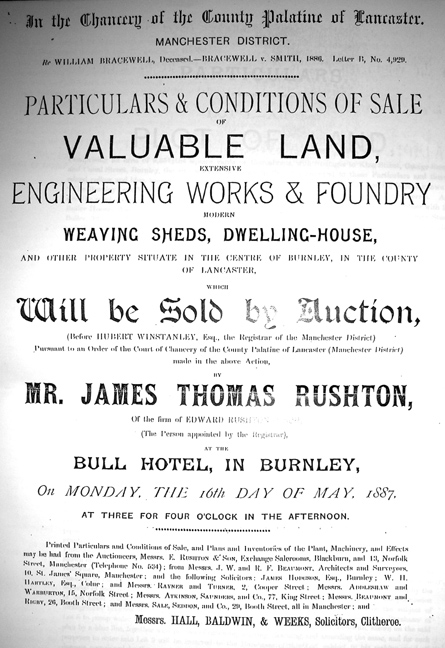 In the Chancery of the County Palatine of Lancaster.
MANCHESTER DISTRICT.
Re WILLIAM BRACEWELL, Deceased.—BRACEWELL v. SMITH, 1886. Letter B, No. 4,929.
PARTICULARS & CONDITIONS OF SALE
OF
VALUABLE LAND,
EXTENSIVE
ENGINEERING WORKS & FOUNDRY
MODERN
WEAVING SHEDS, DWELLING-HOUSE,
AND OTHER PROPERTY SITUATE IN THE CENTRE OF BURNLEY, IN THE COUNTY
OF LANCASTER,
WHICH
Will be Sold by Auction,
(Before HUBERT WINSTANLEY, Esq., the Registrar of the Manchester District)
Pursuant to an Order of the Court of Chancery of the County Palatine of Lancaster (Manchester District)
made in the above Action,
BY
MR. JAMES THOMAS RUSHTON,
Of the firm of EDWARD
(The Person appointed by the Registrar),
AT THE
BULL HOTEL, IN BURNLEY,
On MONDAY, THE 16th DAY OF MAY, 1887,
AT THREE FOR FOUR O'CLOCK IN THE AFTERNOON.
Printed Particulars and Conditions of Sale, and Plans and Inventories of the Plant, Machinery, and Effects
may be had from the Auctioneers, Messrs. E. RUSHTON & SON, Exchange Salerooms, Blackburn, and 13, Norfolk
Street, Manchester (Telephone No. 534); from Messrs. J. W. and R. F. BEAUMONT, Architects and Surveyors,
10, St. James' Square, Manchester; and the following Solicitors; JAMES Esq., Burnley; W. H.
HARTLEY, Esq., Colne; and Messrs. and TURNER, 2, Cooper Street; Messrs. ADDLESHAW and
WARBURTON, 15, Norfolk Street; Messrs. ATKINSON, SAUNDERS, and Co., 77, King Street; Messrs. BEAUMONT and
RIGBY, 26, Booth Street; and Messrs. SALE, SEDDON, and Co., 29, Booth Street, all in Manchester; and
Messrs. HALL, BALDWIN, & WEEKS, Solicitors, Clitheroe.